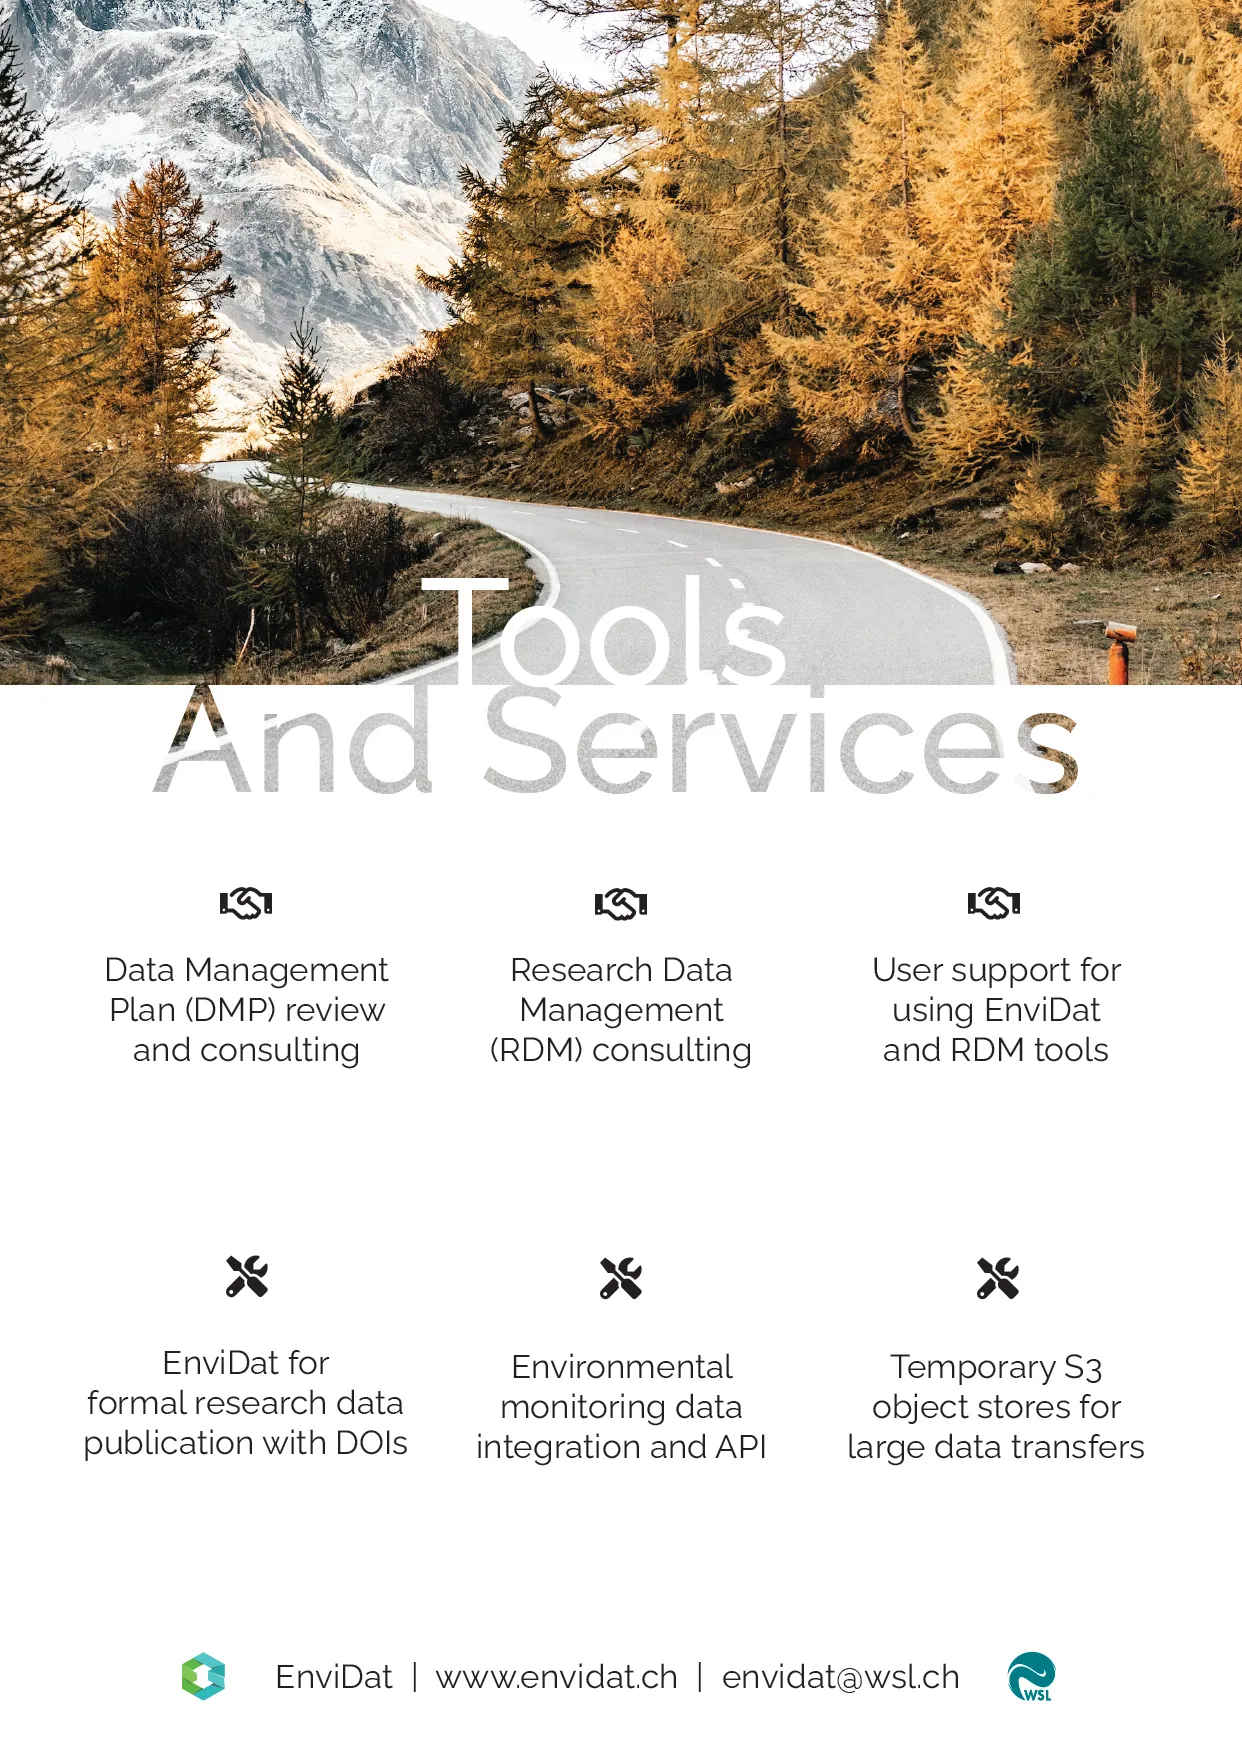 Tools
And Services
Data Management
Plan (DMP) review
and consulting
Research Data
Management
(RDM) consulting
User support for
using EnviDat
and RDM tools
EnviDat for
formal research data
publication with DOIs
Environmental
monitoring data
integration and API
Temporary S3
object stores for
large data transfers
EnviDat | www.envidat.ch | envidat@wsl.ch
WSL